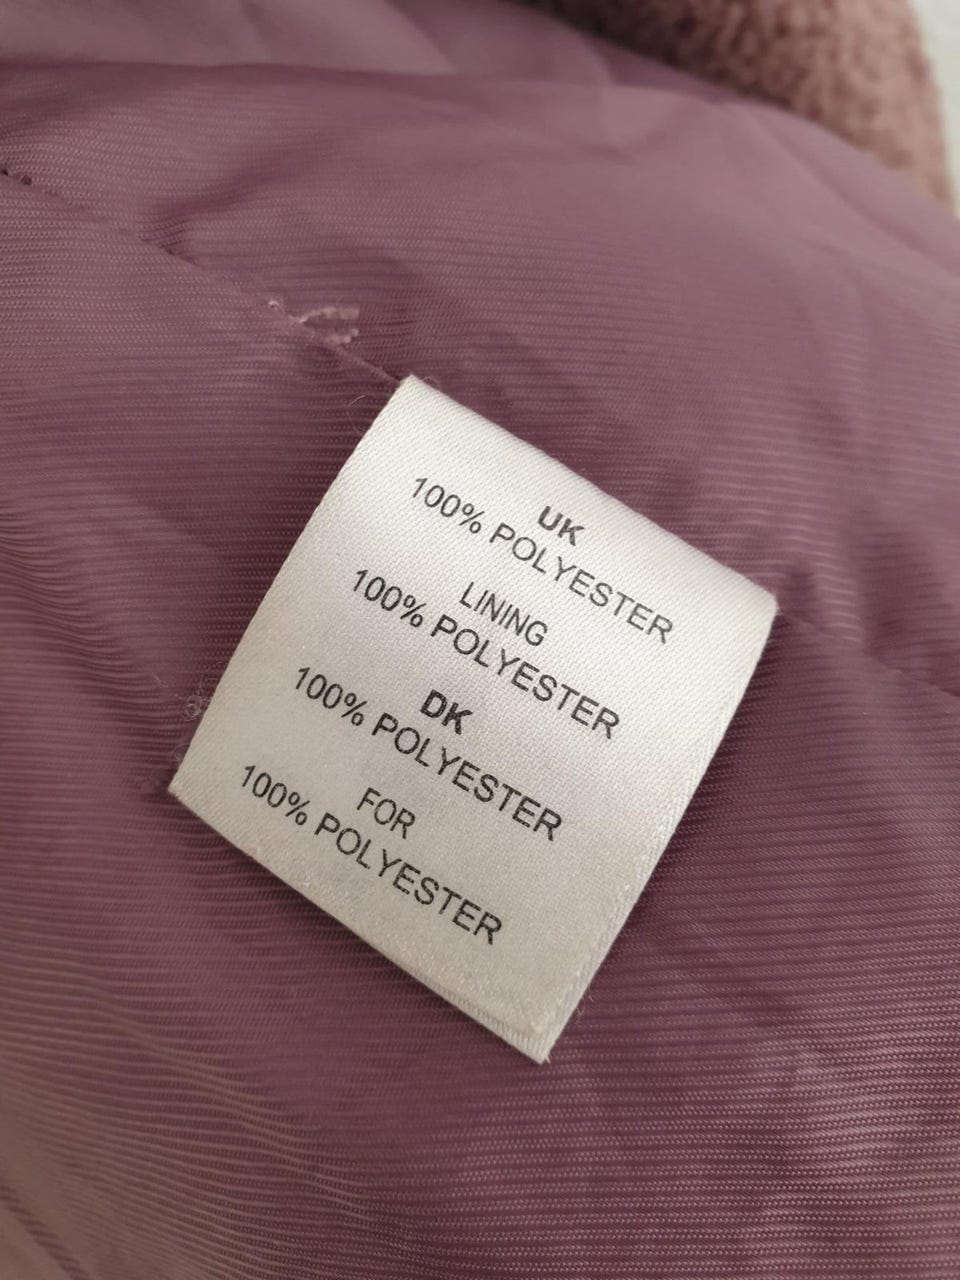 UK
100% POLYESTER
LINING
100% POLYESTER
DK
100% POLYESTER
FOR
100% POLYESTER